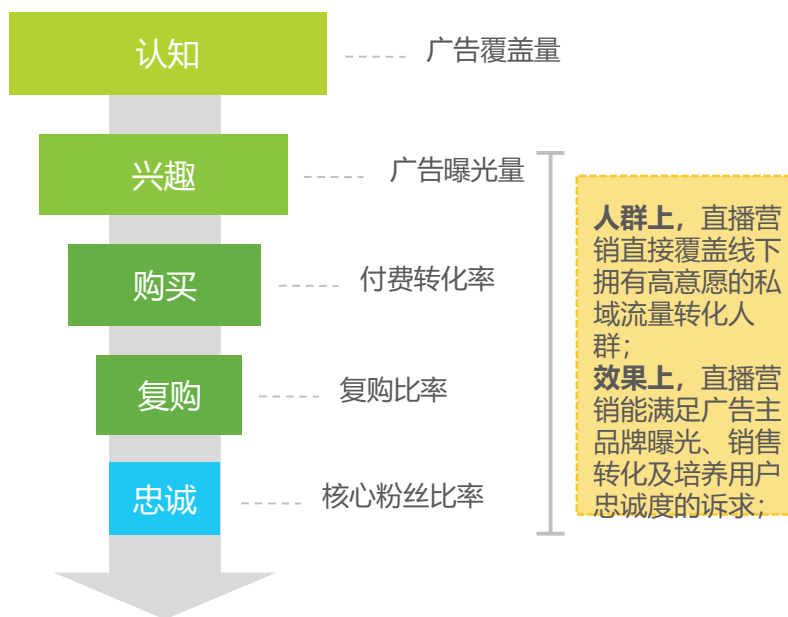 认知
广告覆盖量
兴趣
广告曝光量
购买
付费转化率
复购
复购比率
忠诚
核心粉丝比率
人群上，直播营
销直接覆盖线下
拥有高意愿的私
域流量转化人
群；
效果上，直播营
销能满足广告主
品牌曝光、销售
转化及培养用户
忠诚度的诉求；